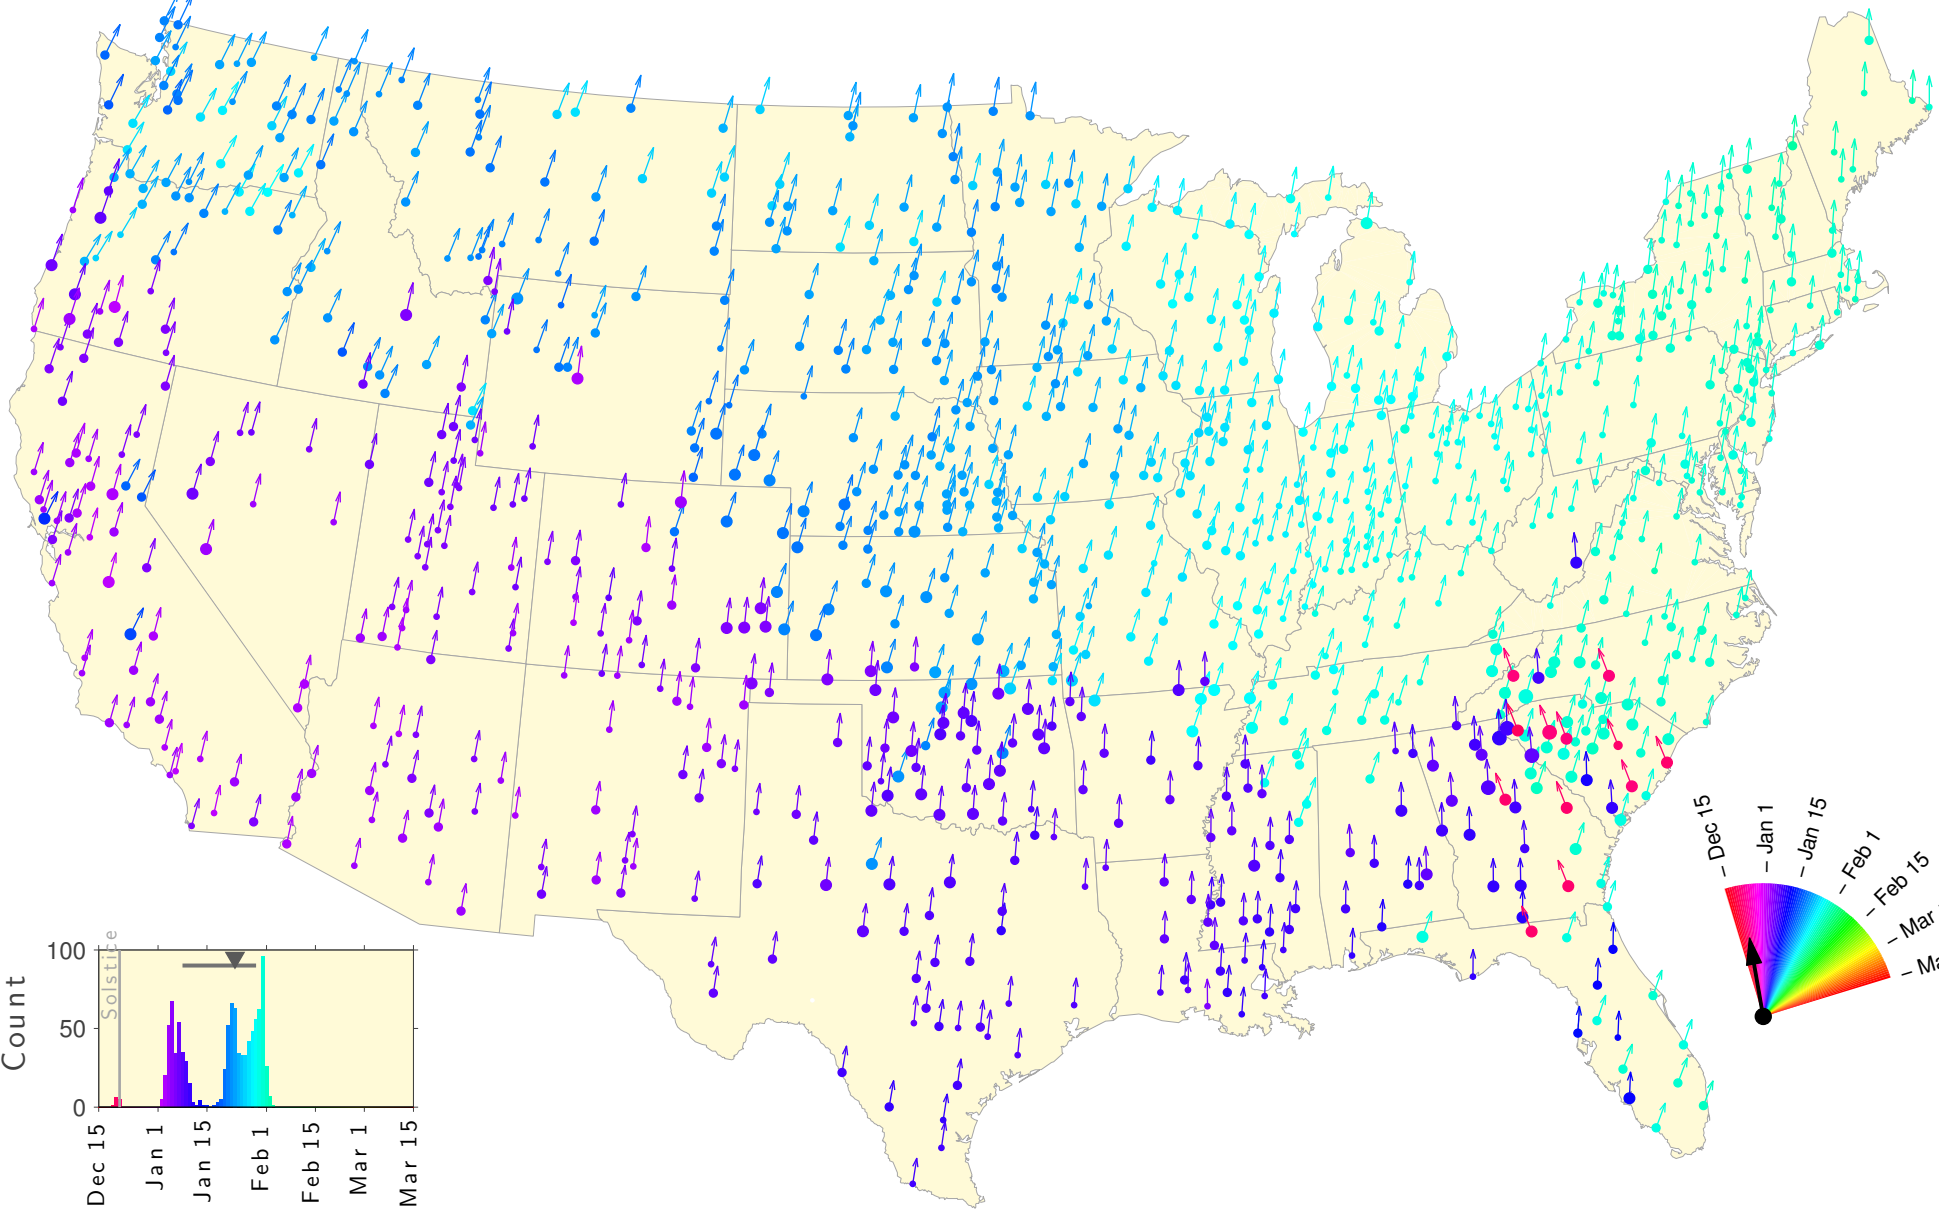 – Dec 15
– Jan 1
– Jan 15
– Feb 1
– Feb 15
– Mar
– Ma
Solstice
Count
100
50
0
Dec 15
Jan 1
Jan 15
Feb 1
Feb 15
Mar 1
Mar 15